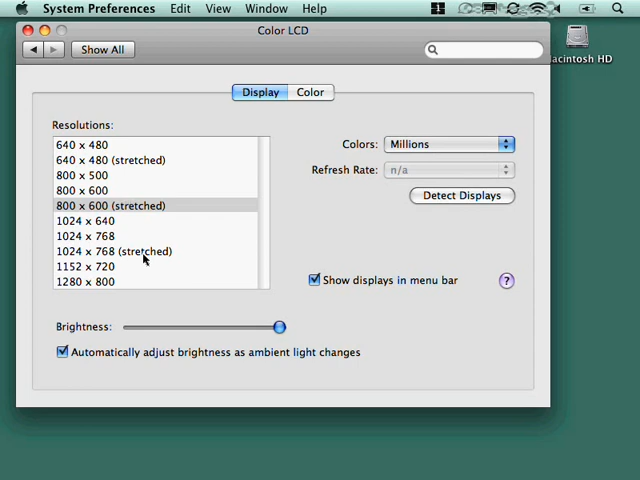 System Preferences Edit View Window Help
Color LCD
Show All
acintosh HD
Display Color
Resolutions:
640 x 480
640 x 480 (stretched)
800 x 500
800 x 600
800 x 600 (stretched)
1024 x 640
1024 x 768
1024 x 768 (stretched)
1152 x 720
1280 x 800
Colors: Millions
Refresh Rate: n/a
Detect Displays
Show displays in menu bar ?
Brightness:
Automatically adjust brightness as ambient light changes